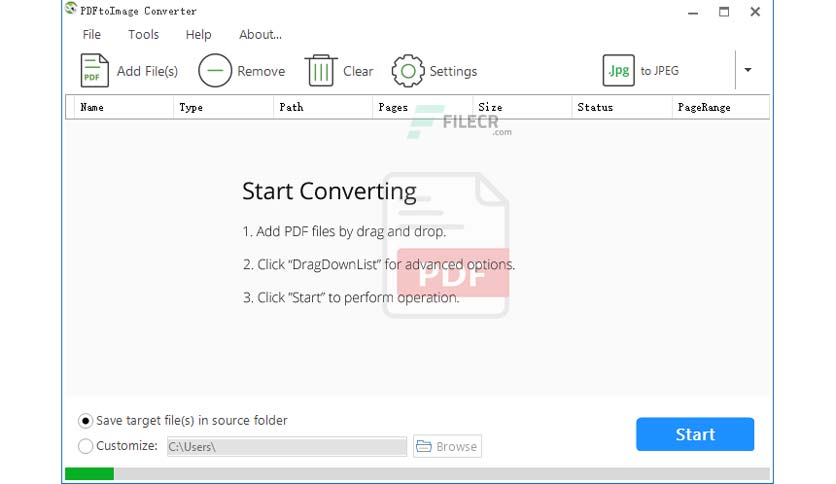 PDFtoImage Converter
File Tools Help About...
PDF Add File(s) Remove Clear Settings .Jpg to JPEG
Name Type Path Pages Size Status PageRange
FILECR
.com
Start Converting
1. Add PDF files by drag and drop.
2. Click “DragDownList” for advanced options.
PDF
3. Click ”Start” to perform operation.
Save target file(s) in source folder
Start
Customize: C:\Users\ Browse